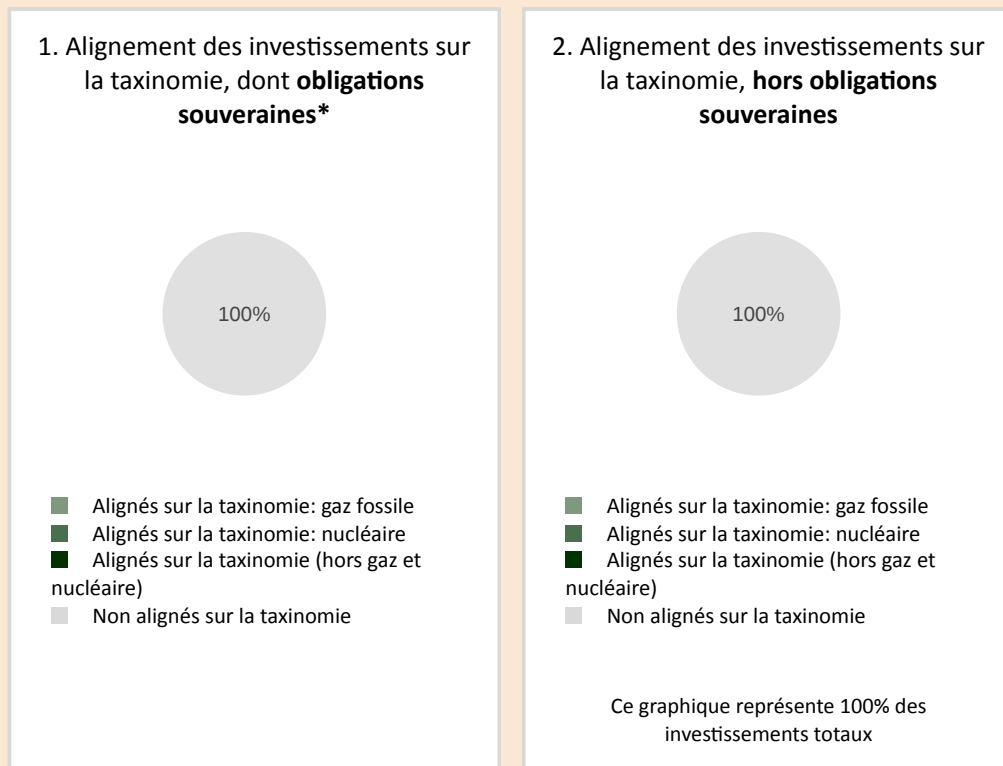 1. Alignement des investissements sur
la taxinomie, dont obligations
souveraines*
100%
Alignés sur la taxinomie: gaz fossile
Alignés sur la taxinomie: nucléaire
Alignés sur la taxinomie (hors gaz et
nucléaire)
Non alignés sur la taxinomie
2. Alignement des investissements sur
la taxinomie, hors obligations
souveraines
100%
Alignés sur la taxinomie: gaz fossile
Alignés sur la taxinomie: nucléaire
Alignés sur la taxinomie (hors gaz et
nucléaire)
Non alignés sur la taxinomie
Ce graphique représente 100% des
investissements totaux